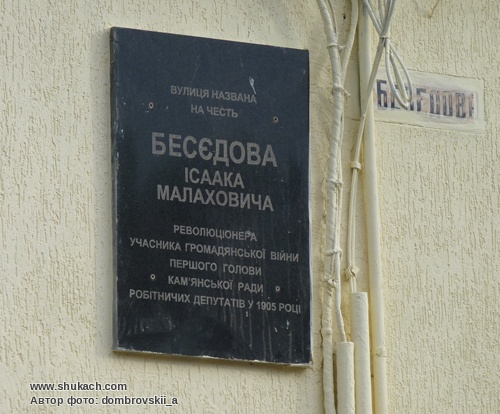 ВУЛИЦЯ НАЗВАНА
НА ЧЕСТЬ
БЕСЄДОВА
ІСААКА
МАЛАХОВИЧА
РЕВОЛЮЦІОНЕРА
УЧАСНИКА ГРОМАДЯНСЬКОЇ ВІЙНИ
ПЕРШОГО ГОЛОВИ
КАМ'ЯНСЬКОЇ РАДИ
РОБІТНИЧИХ ДЕПУТАТІВ У 1905 РОЦІ
www.shukach.com
Автор фото: dombrovskii_a